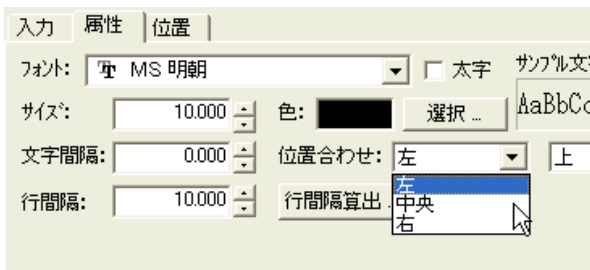 入力 属性 位置
フォント: MS 明朝 太字 サンプル文字
サイズ: 10.000 色: 選択 ... AaBbCc
文字間隔: 0.000 位置合わせ: 左 上
左
行間隔: 10.000 行間隔算出 中央
右